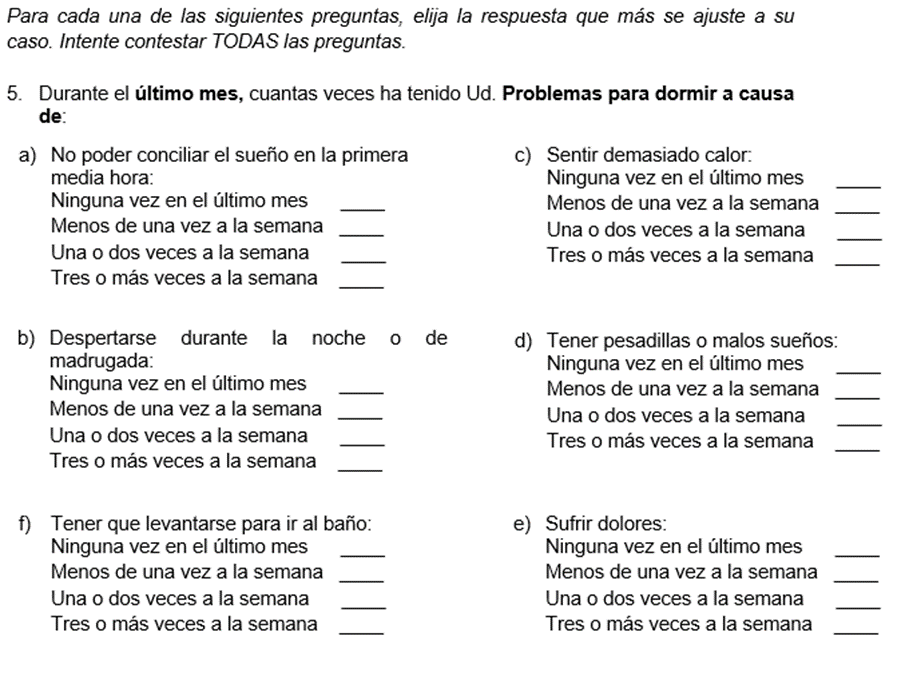 Para cada una de las siguientes preguntas, elija la respuesta que más se ajuste a su
caso. Intente contestar TODAS las preguntas.
5. Durante el último mes, cuantas veces ha tenido Ud. Problemas para dormir a causa
de:
a) No poder conciliar el sueño en la primera
media hora:
Ninguna vez en el último mes ____
Menos de una vez a la semana ____
Una o dos veces a la semana ____
Tres o más veces a la semana ____
b) Despertarse durante la noche o de
madrugada:
Ninguna vez en el último mes ____
Menos de una vez a la semana ____
Una o dos veces a la semana ____
Tres o más veces a la semana ____
f) Tener que levantarse para ir al baño:
Ninguna vez en el último mes ____
Menos de una vez a la semana ____
Una o dos veces a la semana ____
Tres o más veces a la semana ____
c) Sentir demasiado calor:
Ninguna vez en el último mes ____
Menos de una vez a la semana ____
Una o dos veces a la semana ____
Tres o más veces a la semana ____
d) Tener pesadillas o malos sueños:
Ninguna vez en el último mes ____
Menos de una vez a la semana ____
Una o dos veces a la semana ____
Tres o más veces a la semana ____
e) Sufrir dolores:
Ninguna vez en el último mes ____
Menos de una vez a la semana ____
Una o dos veces a la semana ____
Tres o más veces a la semana ____